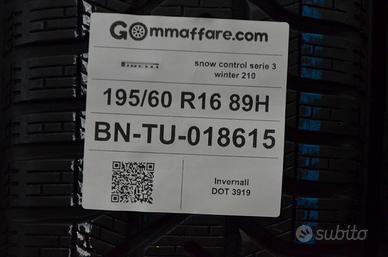 GOmmaffare.com
PIRELLI
snow control serie 3
winter 210
195/60 R16 89H
BN-TU-018615
Invernali
DOT 3919
subito